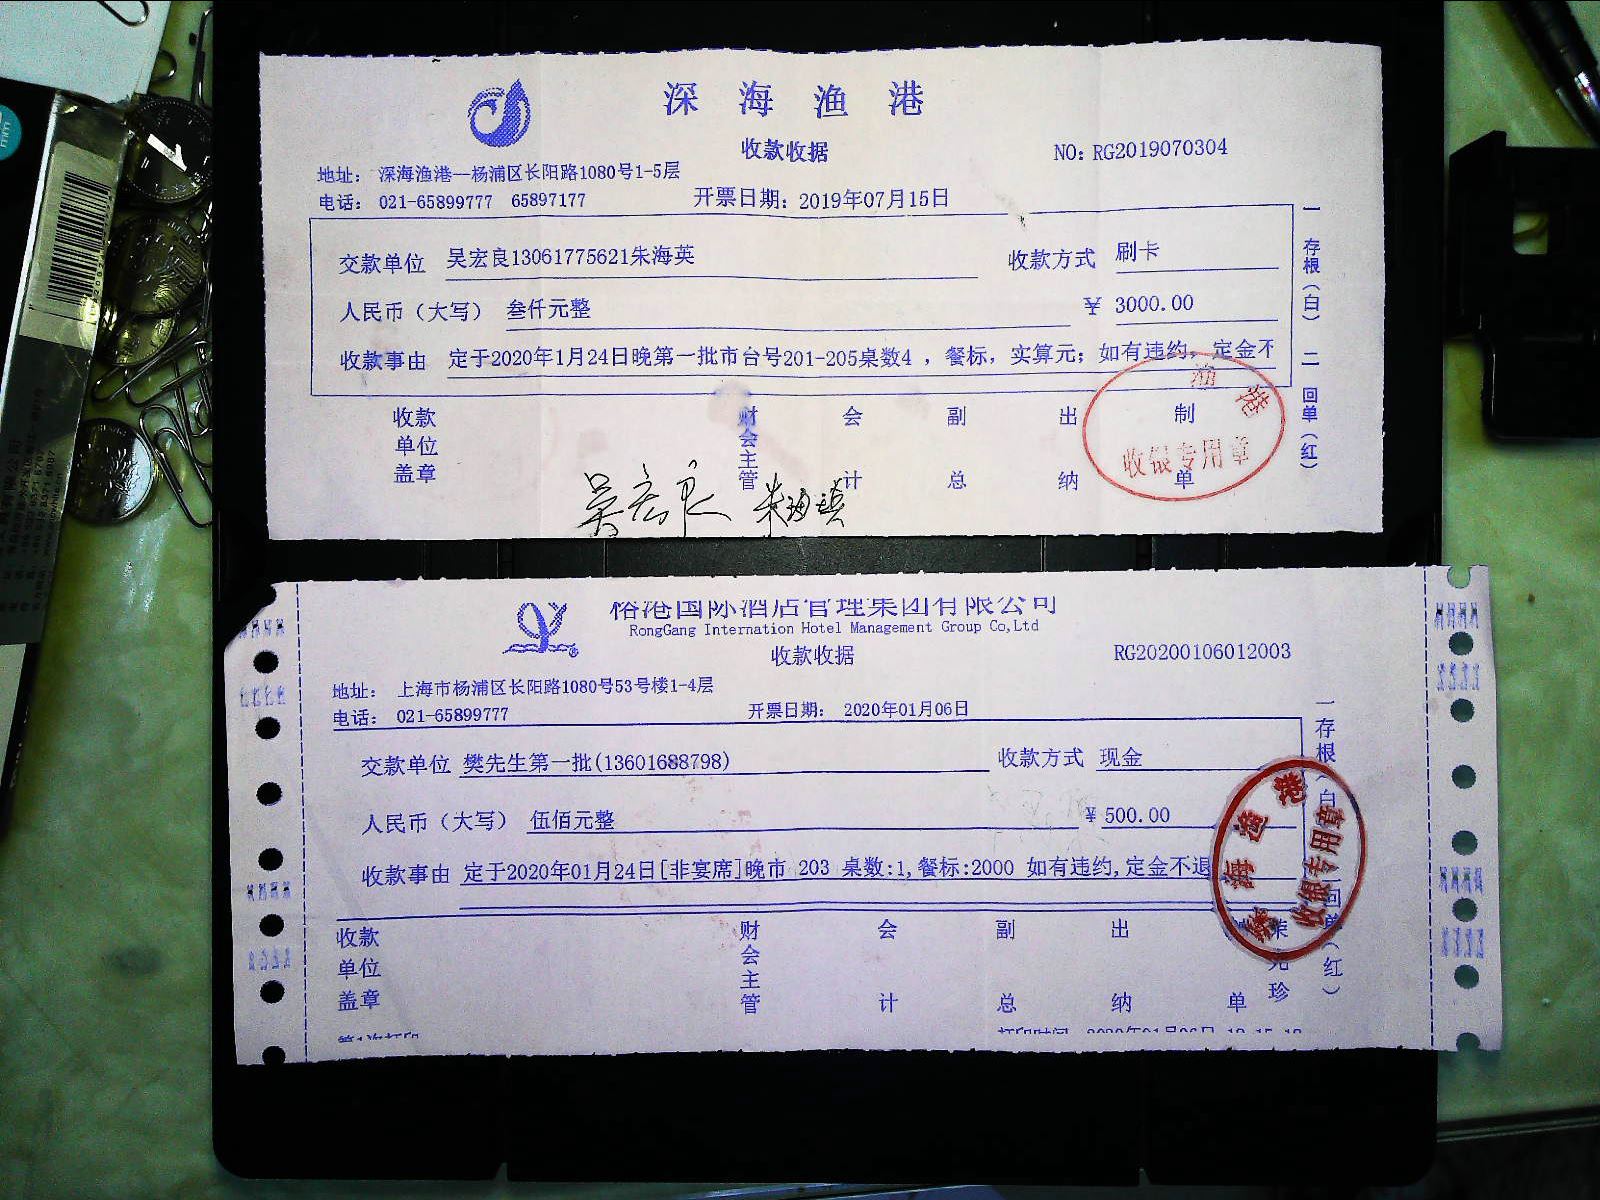 深海渔港
收款收据
NO: RG2019070304
地址: 深海渔港--杨浦区长阳路1080号1-5层
电话: 021-65899777 65897177
开票日期: 2019年07月15日
交款单位 吴宏良13061775621朱海英 收款方式 刷卡
人民币（大写） 叁仟元整 ¥ 3000.00
收款事由 定于2020年1月24日晚第一批市台号201-205桌数4 ，餐标，实算元；如有违约，定金不
收款单位盖章 财会主管 会计 副总 出纳 制单
一存根（白） 二回单（红）
渔港
收银专用章
吴宏良
榕港国际酒店管理集团有限公司
RongGang Internation Hotel Management Group Co,Ltd
收款收据
RG20200106012003
地址: 上海市杨浦区长阳路1080号53号楼1-4层
电话: 021-65899777
开票日期: 2020年01月06日
交款单位 樊先生第一批(13601688798) 收款方式 现金
人民币（大写） 伍佰元整 ¥ 500.00
收款事由 定于2020年01月24日[非宴席]晚市 203 桌数:1,餐标:2000 如有违约,定金不退
收款单位盖章 财会主管 会计 副总 出纳 单
一存根（白） 回单（红）
海渔港
收银专用章
第1次打印